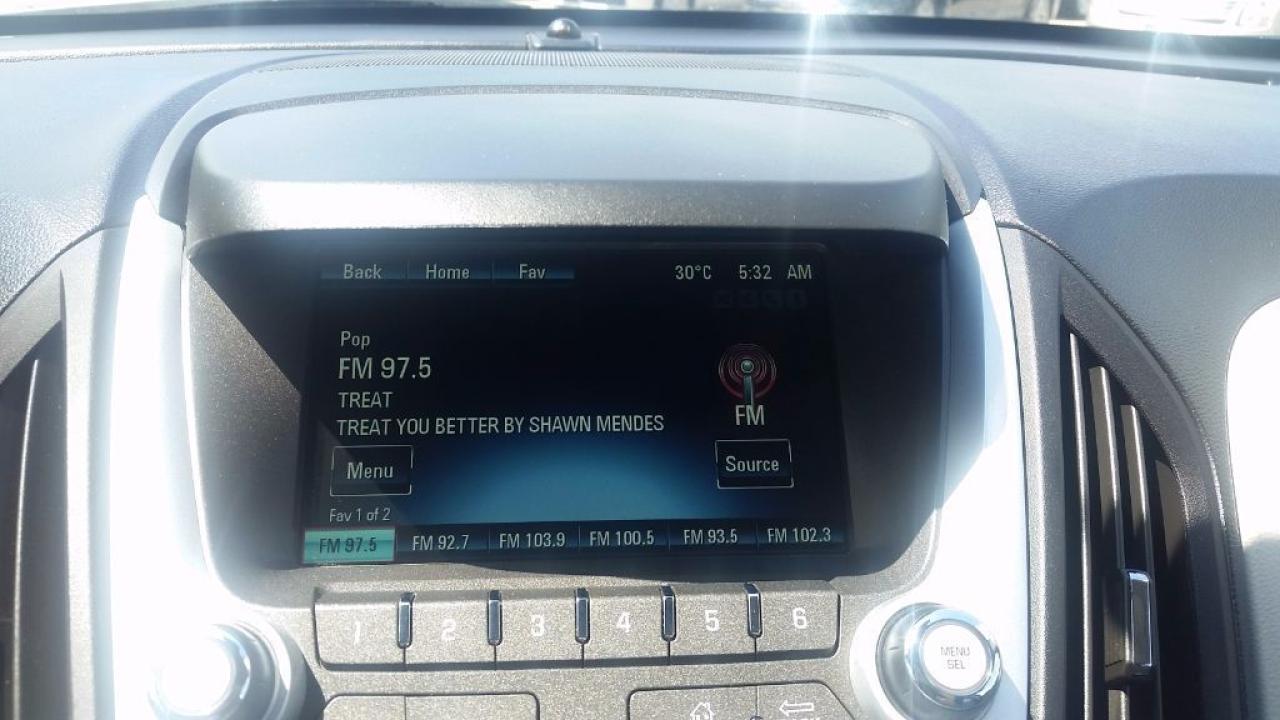 Back Home Fav 30°C 5:32 AM
Pop
FM 97.5
TREAT
TREAT YOU BETTER BY SHAWN MENDES
FM
Menu Source
Fav 1 of 2
FM 97.5 FM 92.7 FM 103.9 FM 100.5 FM 93.5 FM 102.3
1 2 3 4 5 6
MENU
SEL